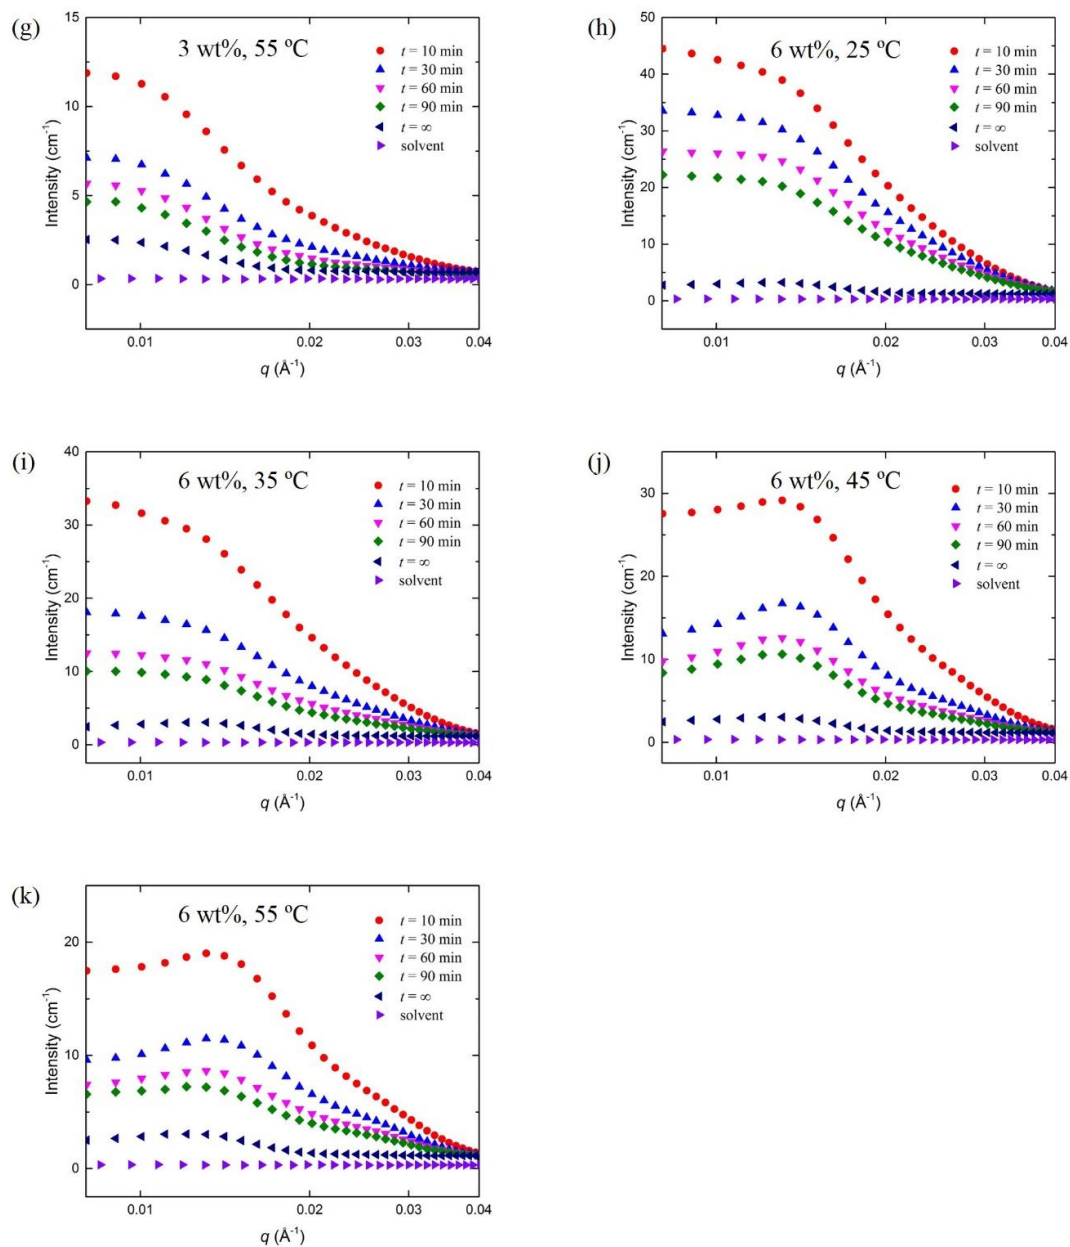 (g)
3 wt%, 55 ºC
t = 10 min
t = 30 min
t = 60 min
t = 90 min
t = ∞
solvent
15
10
5
0
Intensity (cm⁻¹)
0.01
0.02
0.03
0.04
q (Å⁻¹)
(h)
6 wt%, 25 ºC
t = 10 min
t = 30 min
t = 60 min
t = 90 min
t = ∞
solvent
50
40
30
20
10
0
Intensity (cm⁻¹)
0.01
0.02
0.03
0.04
q (Å⁻¹)
(i)
6 wt%, 35 ºC
t = 10 min
t = 30 min
t = 60 min
t = 90 min
t = ∞
solvent
40
30
20
10
0
Intensity (cm⁻¹)
0.01
0.02
0.03
0.04
q (Å⁻¹)
(j)
6 wt%, 45 ºC
t = 10 min
t = 30 min
t = 60 min
t = 90 min
t = ∞
solvent
30
20
10
0
Intensity (cm⁻¹)
0.01
0.02
0.03
0.04
q (Å⁻¹)
(k)
6 wt%, 55 ºC
t = 10 min
t = 30 min
t = 60 min
t = 90 min
t = ∞
solvent
20
10
0
Intensity (cm⁻¹)
0.01
0.02
0.03
0.04
q (Å⁻¹)